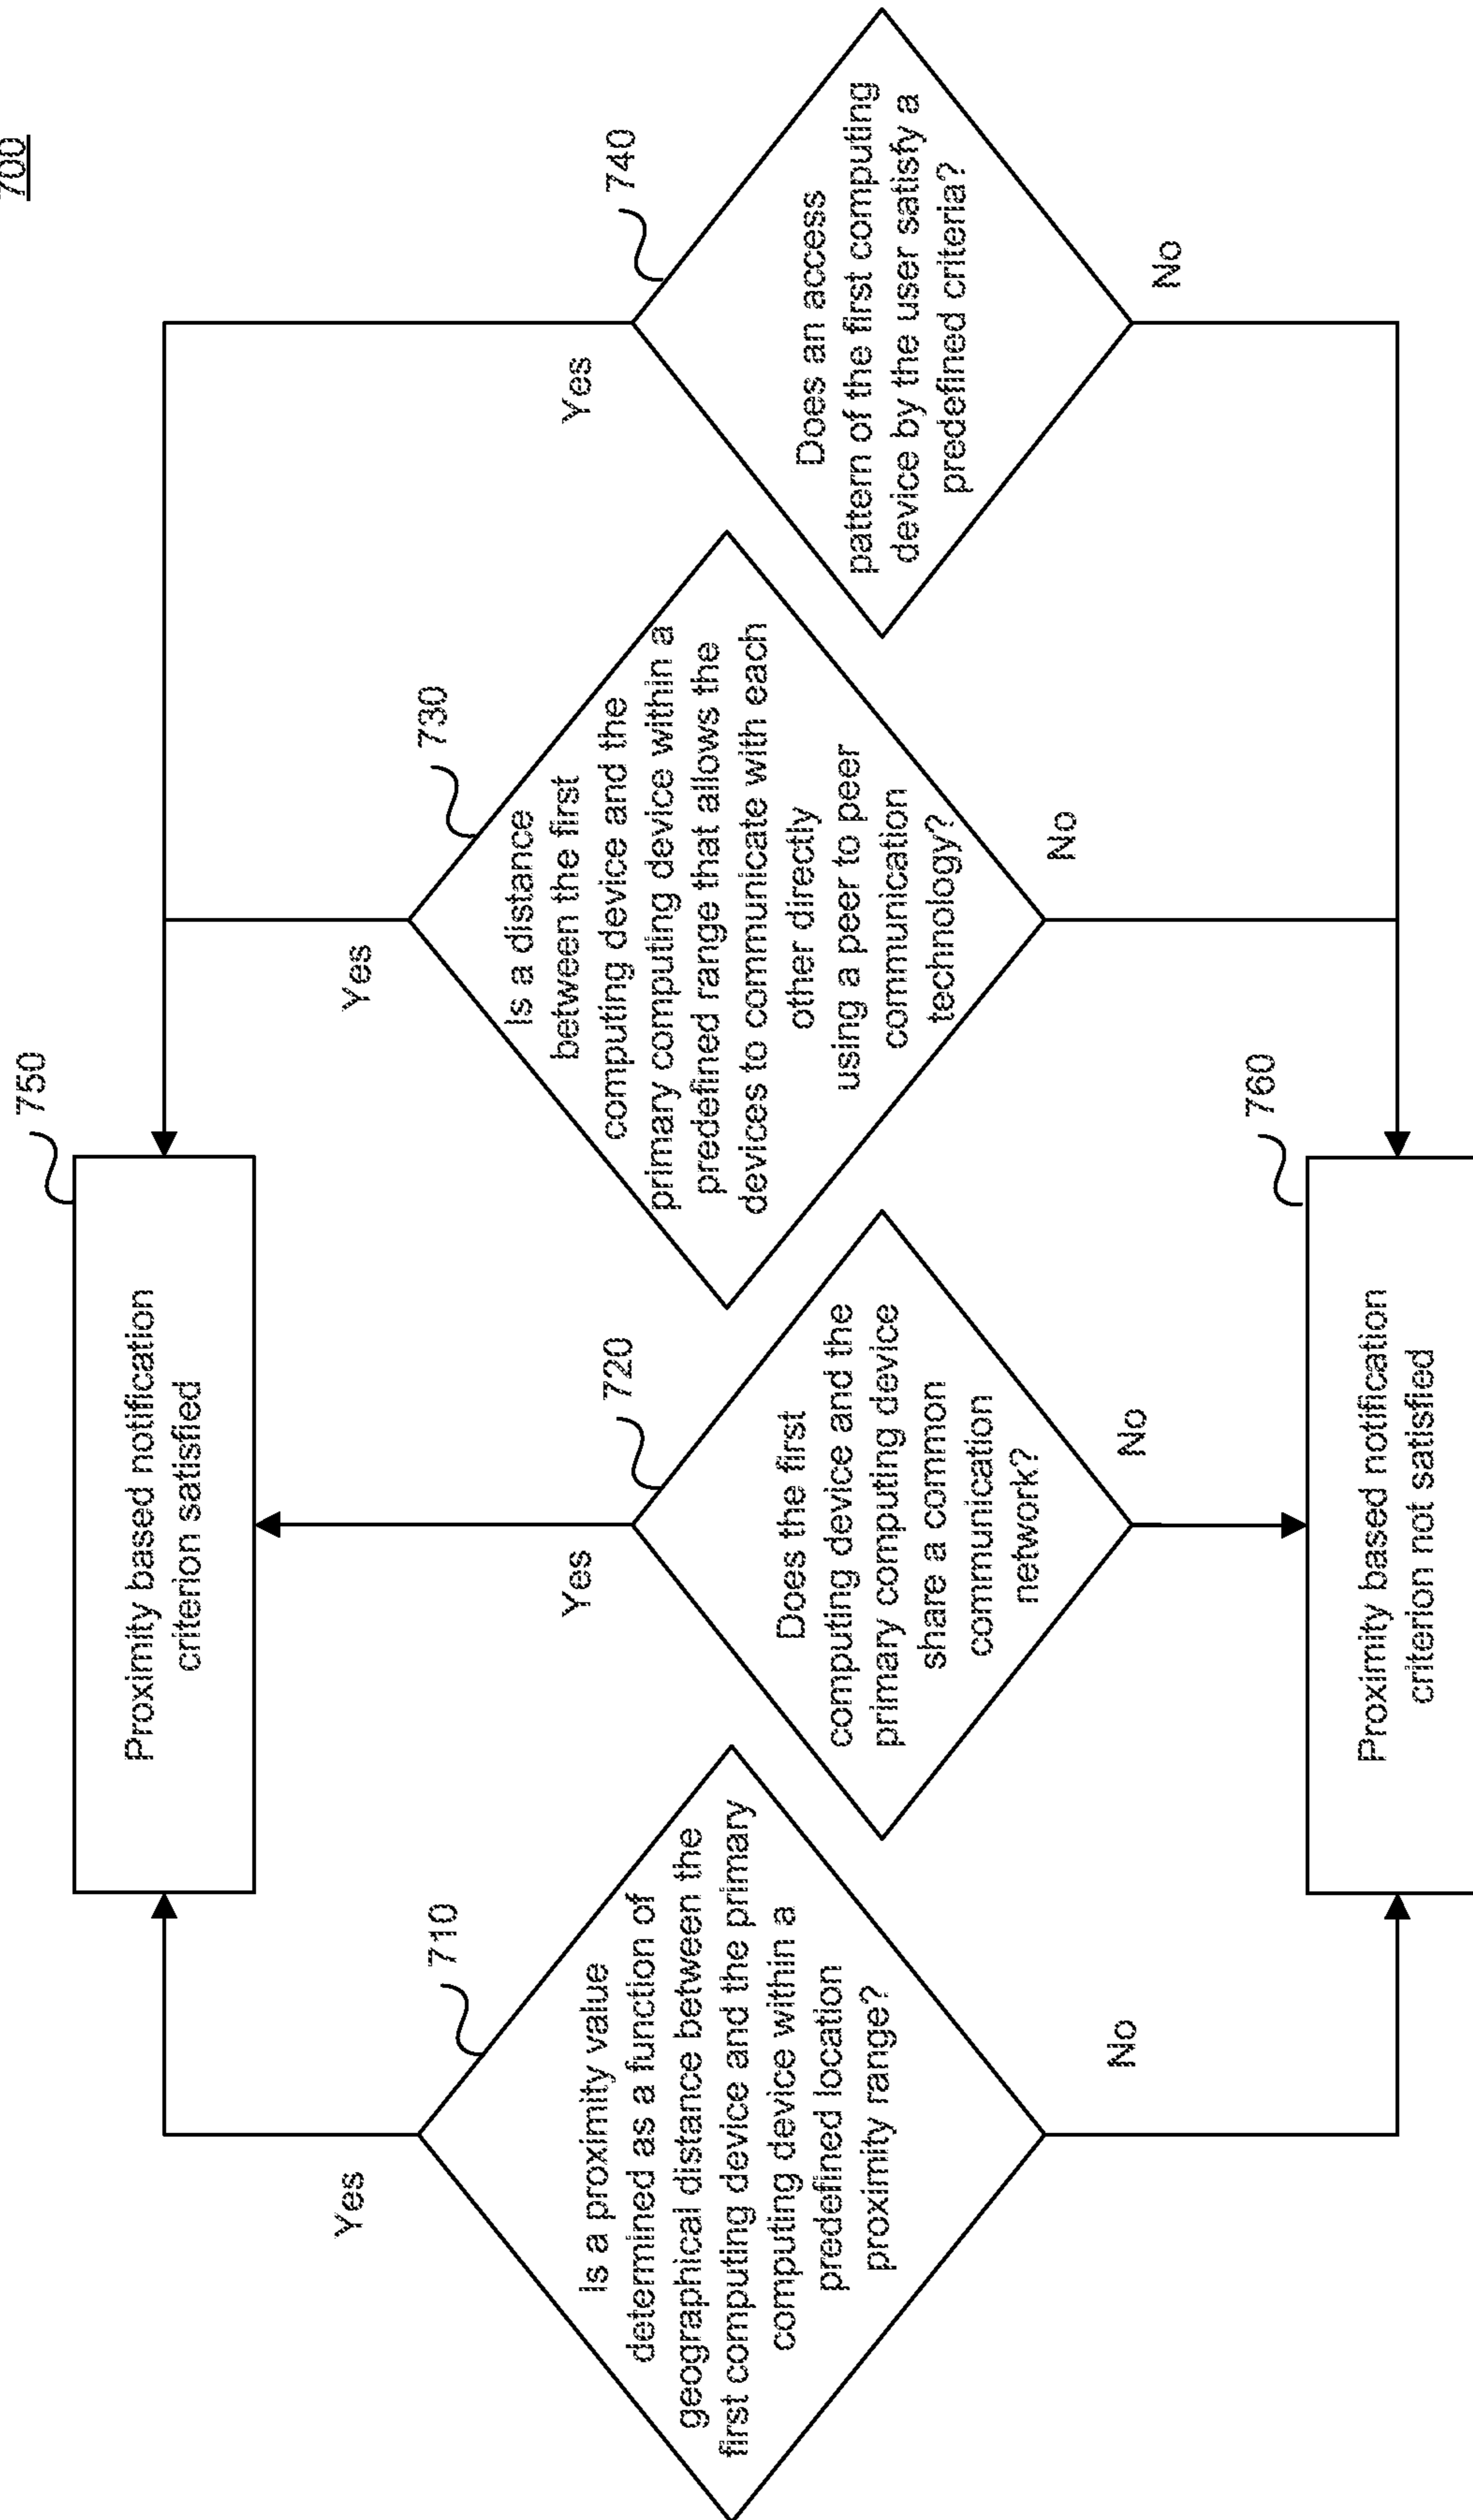 700
750
Proximity based notification
criterion satisfied
Yes
710
Is a proximity value
determined as a function of
geographical distance between the
first computing device and the primary
computing device within a
predefined location
proximity range?
No
Yes
720
Does the first
computing device and the
primary computing device
share a common
communication
network?
No
Yes
730
Is a distance
between the first
computing device and the
primary computing device within a
predefined range that allows the
devices to communicate with each
other directly
using a peer to peer
communication
technology?
No
Yes
740
Does an access
pattern of the first computing
device by the user satisfy a
predefined criteria?
No
760
Proximity based notification
criterion not satisfied